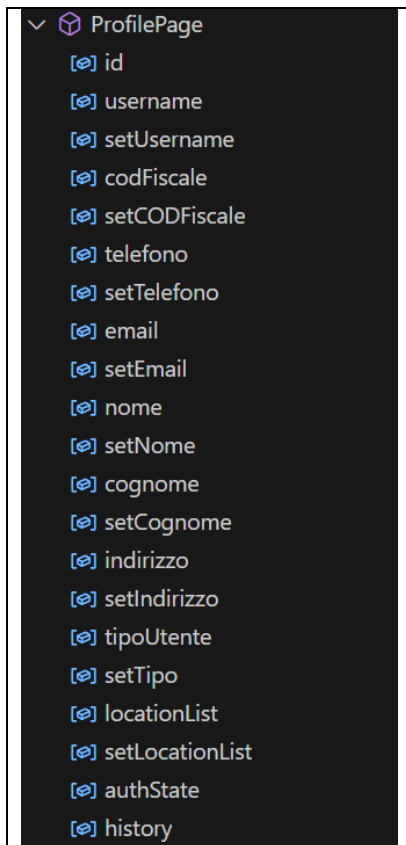 ProfilePage
id
username
setUsername
codFiscale
setCODFiscale
telefono
setTelefono
email
setEmail
nome
setNome
cognome
setCognome
indirizzo
setIndirizzo
tipoUtente
setTipo
locationList
setLocationList
authState
history